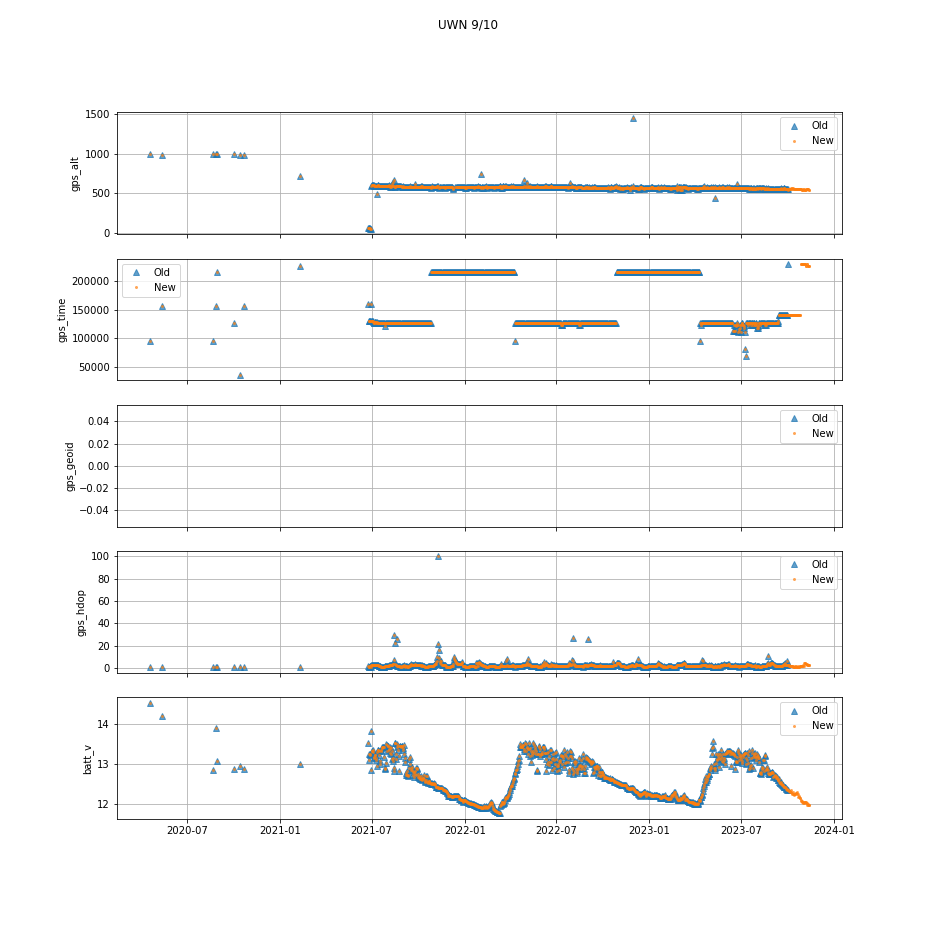 UWN 9/10
1500
1000
500
0
gps_alt
Old
New
200000
150000
100000
50000
gps_time
Old
New
0.04
0.02
0.00
−0.02
−0.04
gps_geoid
Old
New
100
80
60
40
20
0
gps_hdop
Old
New
14
13
12
batt_v
Old
New
2020-07 2021-01 2021-07 2022-01 2022-07 2023-01 2023-07 2024-01